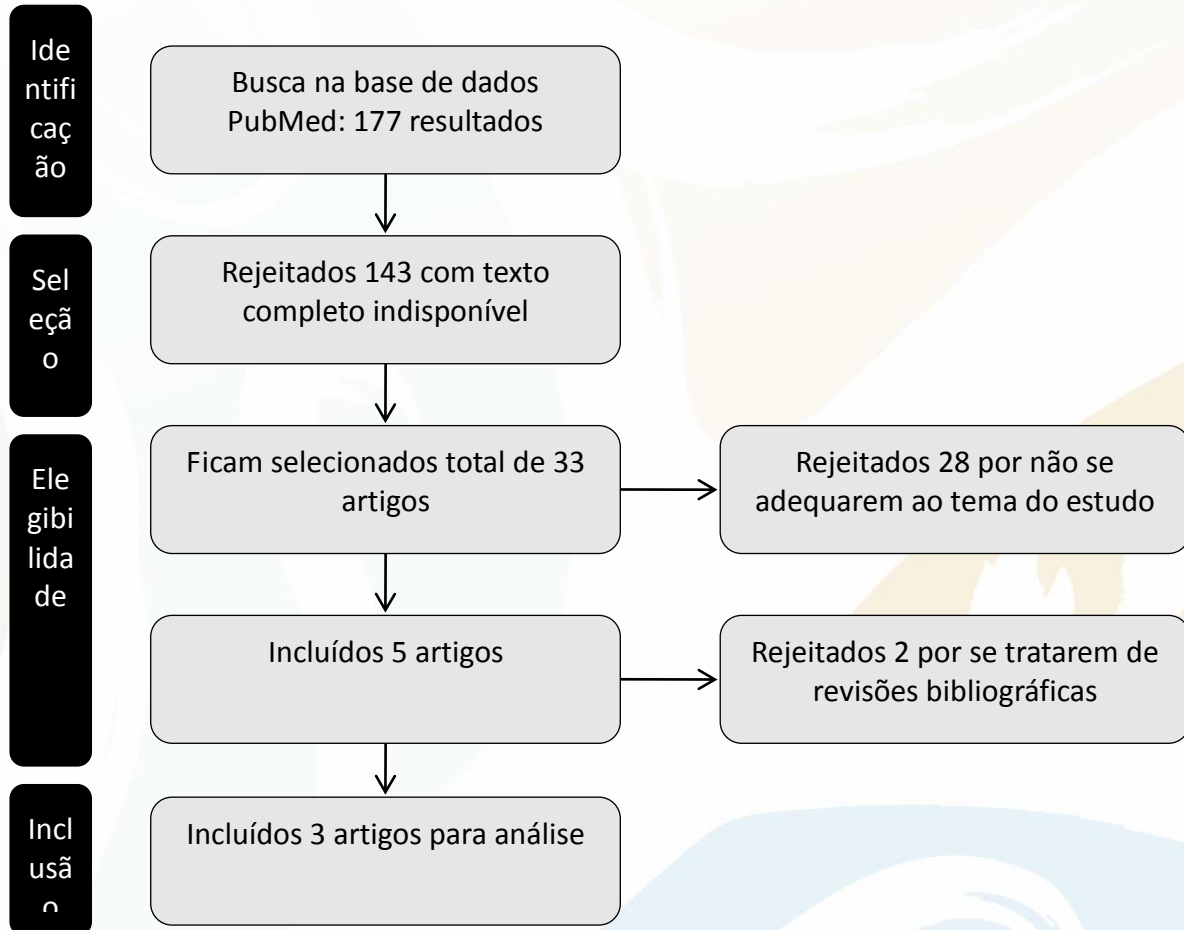 Ide
ntifi
caç
ão
Busca na base de dados
PubMed: 177 resultados
Sel
eçã
o
Rejeitados 143 com texto
completo indisponível
Ele
gibi
lida
de
Ficam selecionados total de 33
artigos
Rejeitados 28 por não se
adequarem ao tema do estudo
Incluídos 5 artigos
Rejeitados 2 por se tratarem de
revisões bibliográficas
Incl
usã
o
Incluídos 3 artigos para análise